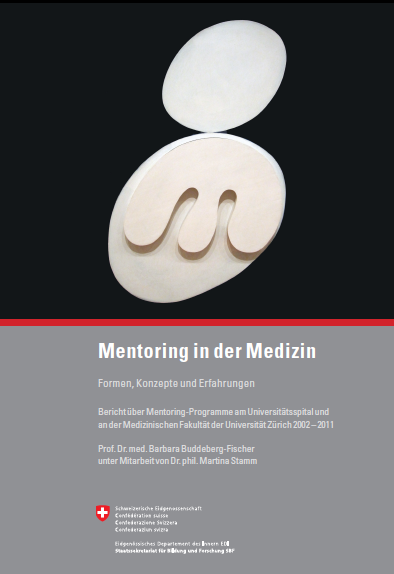 Mentoring in der Medizin
Formen, Konzepte und Erfahrungen
Bericht über Mentoring-Programme am Universitätsspital und
an der Medizinischen Fakultät der Universität Zürich 2002 – 2011
Prof. Dr. med. Barbara Buddeberg-Fischer
unter Mitarbeit von Dr. phil. Martina Stamm
Schweizerische Eidgenossenschaft
Confédération suisse
Confederazione Svizzera
Confederaziun svizra
Eidgenössisches Departement des Innern EDI
Staatssekretariat für Bildung und Forschung SBF